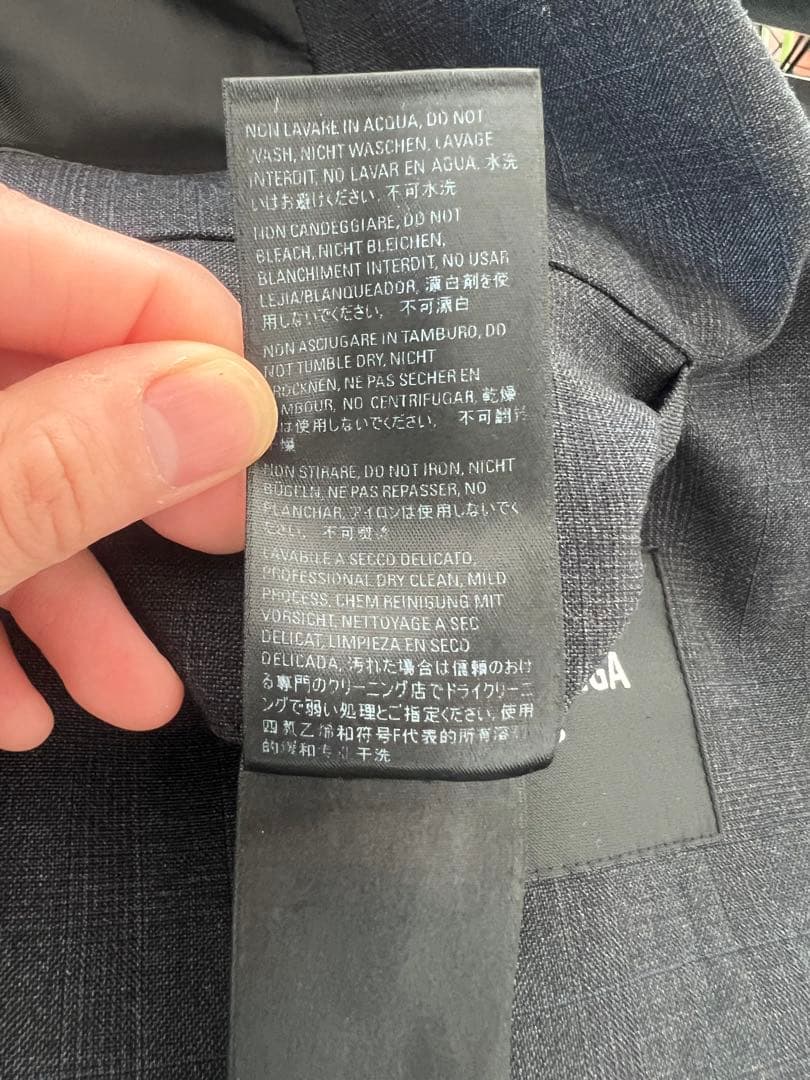 NON LAVARE IN ACQUA, DO NOT
WASH, NICHT WASCHEN, LAVAGE
INTERDIT, NO LAVAR EN AGUA, 水洗
いはお避けください, 不可水洗
NON CANDEGGIARE, DO NOT
BLEACH, NICHT BLEICHEN,
BLANCHIMENT INTERDIT, NO USAR
LEJIA/BLANQUEADOR, 漂白剤を使
用しないでください, 不可漂白
NON ASCIUGARE IN TAMBURO, DO
NOT TUMBLE DRY, NICHT
ROCKNEN, NE PAS SECHER EN
MBOUR, NO CENTRIFUGAR, 乾燥
は使用しないでください, 不可翻转
燥
NON STIRARE, DO NOT IRON, NICHT
BÜGELN, NE PAS REPASSER, NO
PLANCHAR, アイロンは使用しないでく
ださい, 不可熨烫
LAVABILE A SECCO DELICATO,
PROFESSIONAL DRY CLEAN, MILD
PROCESS, CHEM REINIGUNG MIT
VORSICHT, NETTOYAGE A SEC
DELICAT, LIMPIEZA EN SECO
DELICADA, 汚れた場合は信頼のおけ
る専門のクリーニング店でドライクリーニ
ングで弱い処理とご指定ください, 使用
四氯乙烯和符号F代表的所有溶剂
的缓和专业干洗
GA